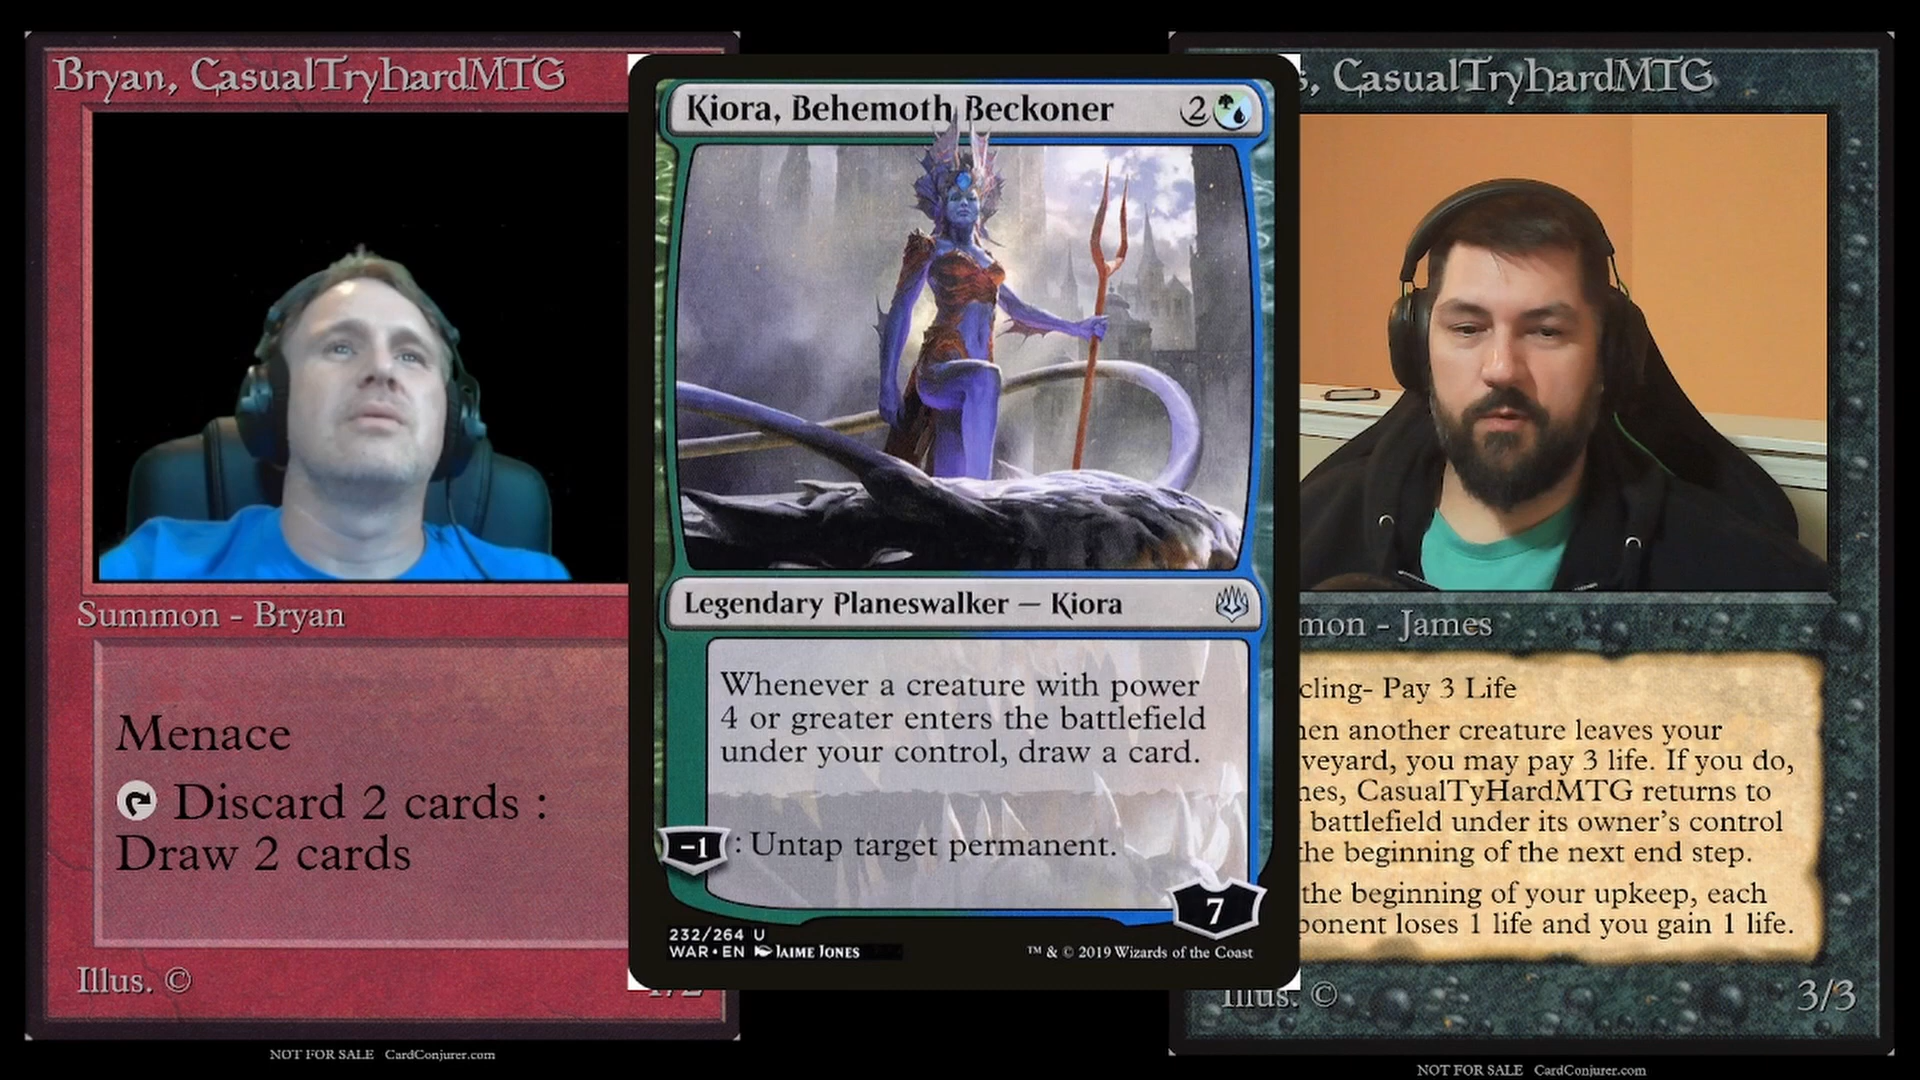 Bryan, CasualTryhardMTG
Summon - Bryan
Menace
Discard 2 cards :
Draw 2 cards
Illus. ©
NOT FOR SALE CardConjurer.com
Kiora, Behemoth Beckoner 2
Legendary Planeswalker — Kiora
Whenever a creature with power
4 or greater enters the battlefield
under your control, draw a card.
−1 : Untap target permanent.
7
232/264 U
WAR • EN JAIME JONES
™ & © 2019 Wizards of the Coast
s, CasualTryhardMTG
mon - James
cling- Pay 3 Life
hen another creature leaves your
veyard, you may pay 3 life. If you do,
mes, CasualTyHardMTG returns to
battlefield under its owner's control
the beginning of the next end step.
the beginning of your upkeep, each
ponent loses 1 life and you gain 1 life.
Illus. ©
3/3
NOT FOR SALE CardConjurer.com